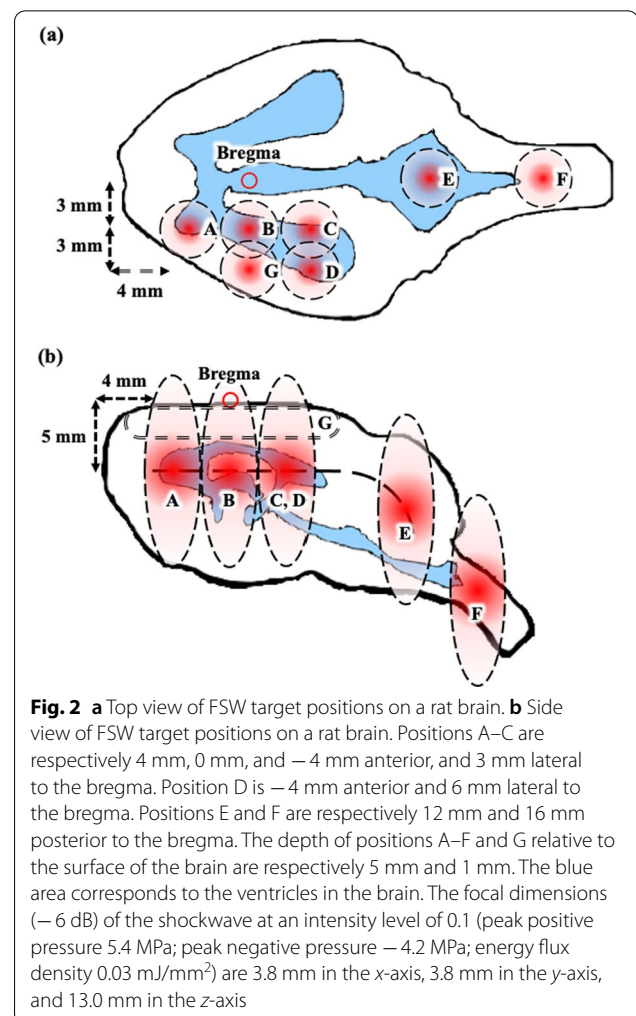 (a)
Bregma
3 mm
3 mm
4 mm
A
B
C
E
F
G
D
(b)
4 mm
Bregma
5 mm
G
A
B
C, D
E
F
Fig. 2 a Top view of FSW target positions on a rat brain. b Side
view of FSW target positions on a rat brain. Positions A–C are
respectively 4 mm, 0 mm, and − 4 mm anterior, and 3 mm lateral
to the bregma. Position D is − 4 mm anterior and 6 mm lateral to
the bregma. Positions E and F are respectively 12 mm and 16 mm
posterior to the bregma. The depth of positions A–F and G relative to
the surface of the brain are respectively 5 mm and 1 mm. The blue
area corresponds to the ventricles in the brain. The focal dimensions
(− 6 dB) of the shockwave at an intensity level of 0.1 (peak positive
pressure 5.4 MPa; peak negative pressure − 4.2 MPa; energy flux
density 0.03 mJ/mm²) are 3.8 mm in the x-axis, 3.8 mm in the y-axis,
and 13.0 mm in the z-axis